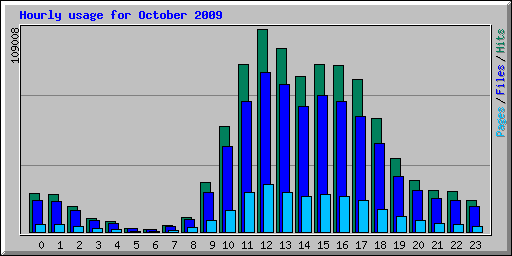 Hourly usage for October 2009
109008
Pages/Files/Hits
0 1 2 3 4 5 6 7 8 9 10 11 12 13 14 15 16 17 18 19 20 21 22 23